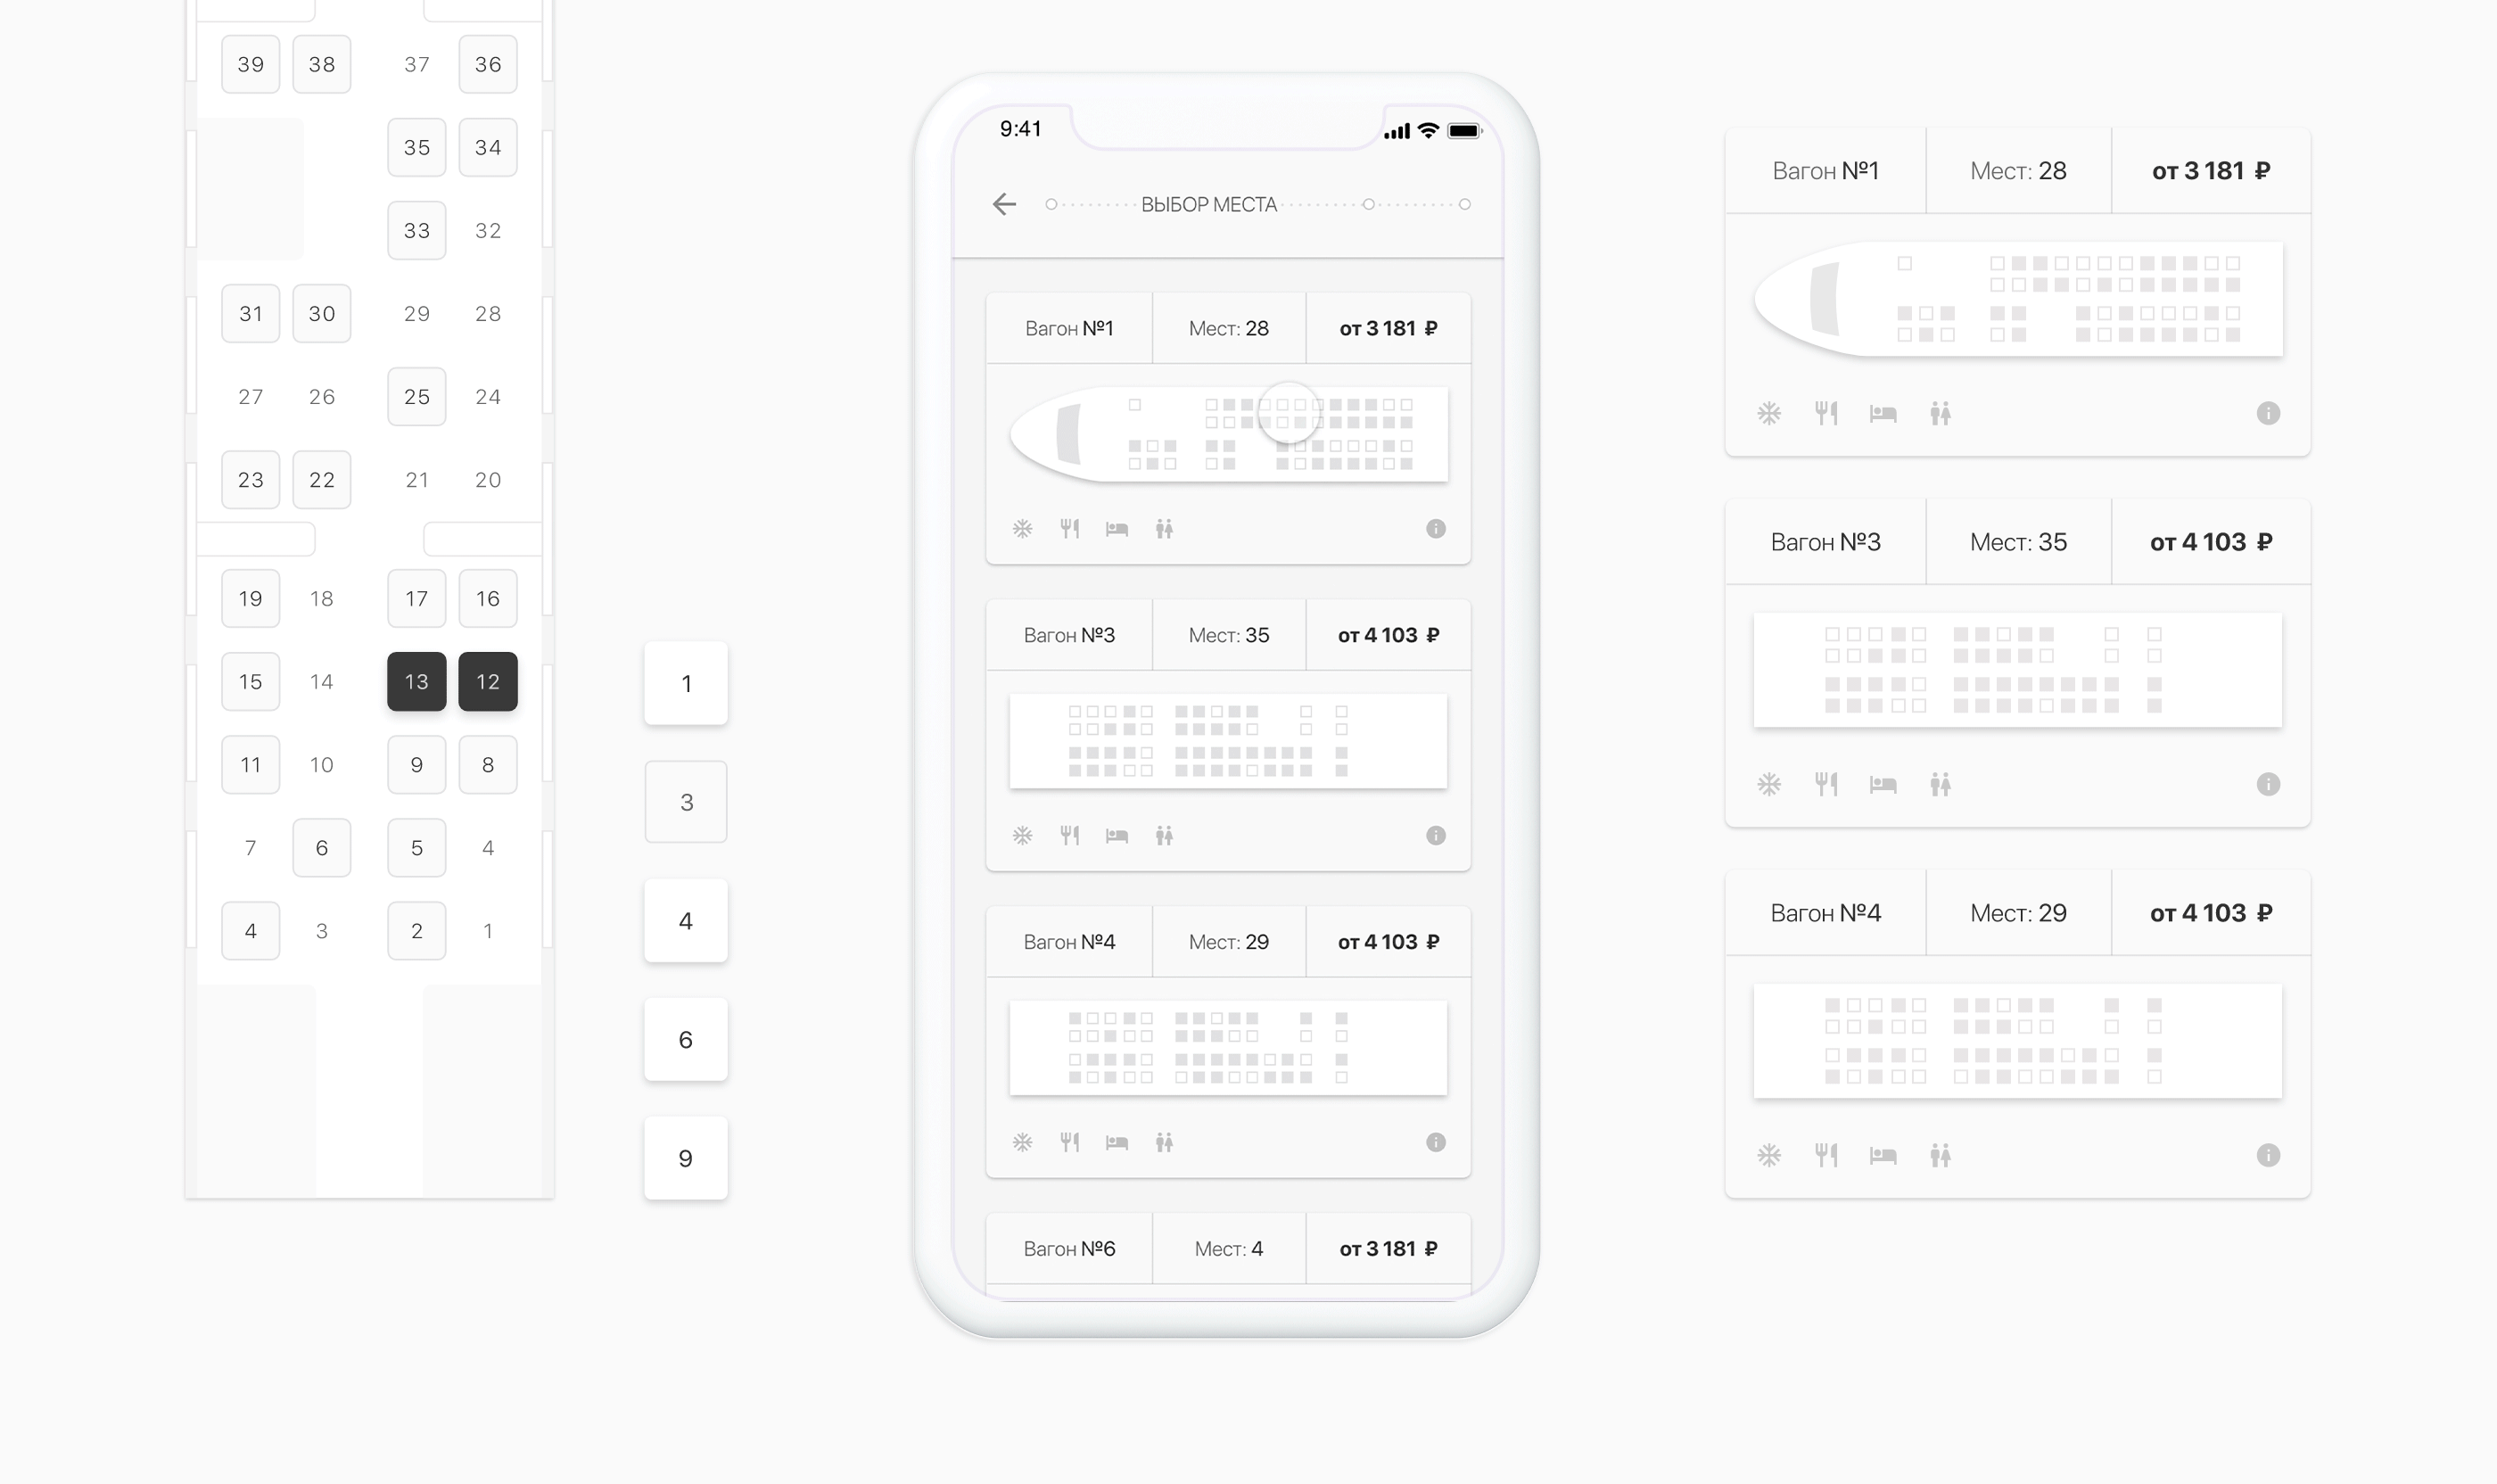 39 38 37 36
35 34
33 32
31 30 29 28
27 26 25 24
23 22 21 20
19 18 17 16
15 14 13 12
11 10 9 8
7 6 5 4
4 3 2 1
1
3
4
6
9
9:41
ВЫБОР МЕСТА
Вагон №1 Мест: 28 от 3 181 ₽
Вагон №3 Мест: 35 от 4 103 ₽
Вагон №4 Мест: 29 от 4 103 ₽
Вагон №6 Мест: 4 от 3 181 ₽
Вагон №1 Мест: 28 от 3 181 ₽
Вагон №3 Мест: 35 от 4 103 ₽
Вагон №4 Мест: 29 от 4 103 ₽